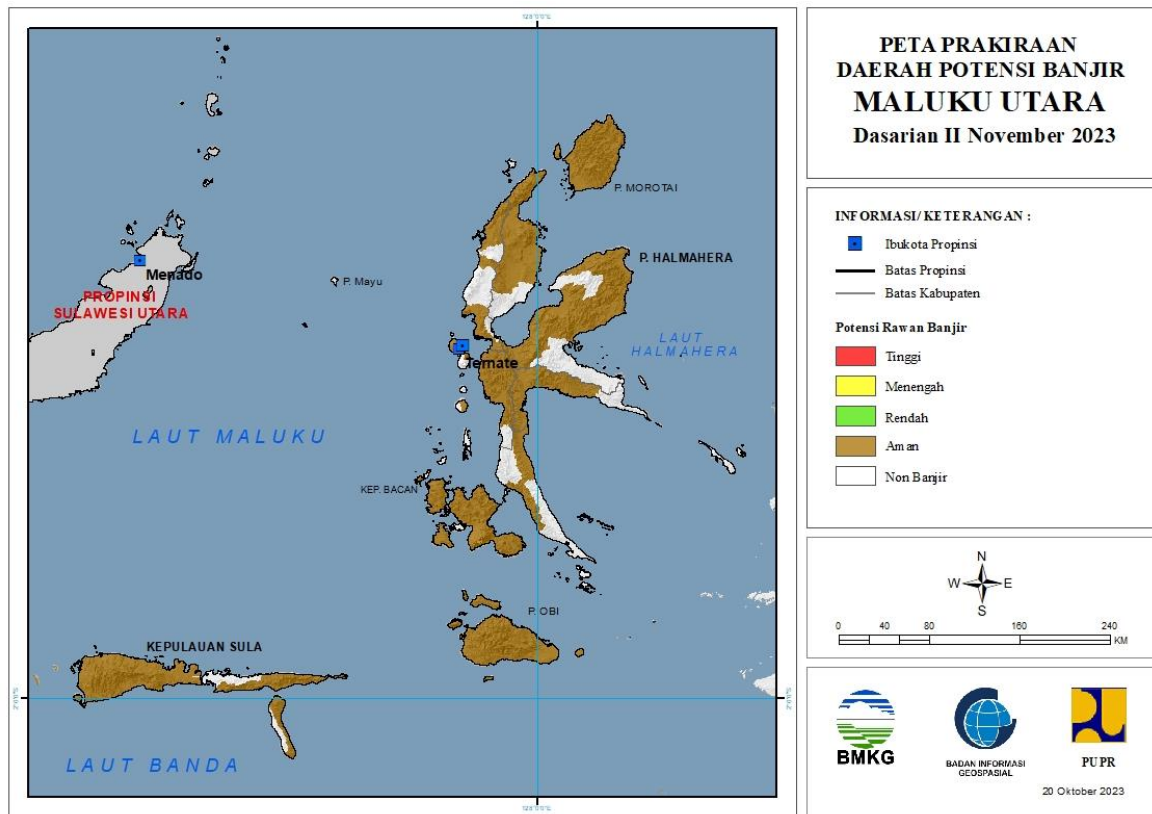 PETA PRAKIRAAN
DAERAH POTENSI BANJIR
MALUKU UTARA
Dasarian II November 2023
INFORMASI/ KETERANGAN :
Ibukota Propinsi
Batas Propinsi
Batas Kabupaten
Potensi Rawan Banjir
Tinggi
Menengah
Rendah
Aman
Non Banjir
N
W E
S
0 40 80 160 240
KM
BMKG
BADAN INFORMASI
GEOSPASIAL
PUPR
20 Oktober 2023
P. MOROTAI
P. HALMAHERA
Menado
P. Mayu
PROPINSI
SULAWESI UTARA
LAUT
HALMAHERA
Ternate
LAUT MALUKU
KEP. BACAN
P. OBI
KEPULAUAN SULA
LAUT BANDA